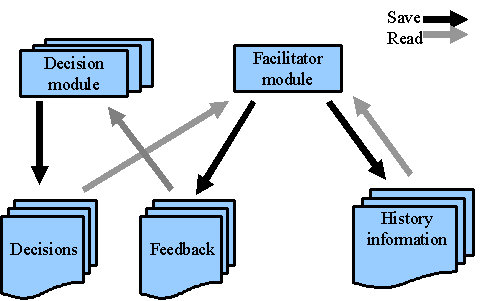 Save
Read
Decision
module
Facilitator
module
Decisions
Feedback
History
information